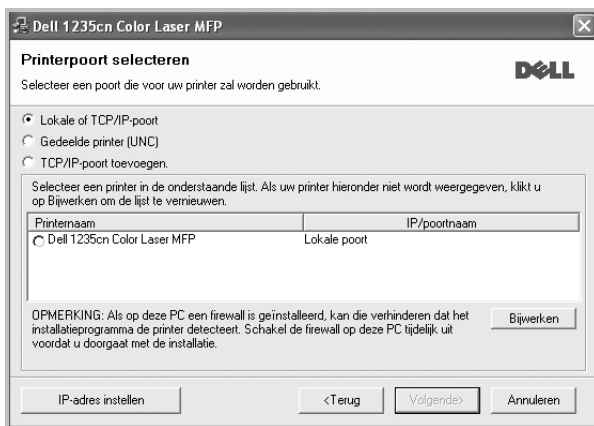 Dell 1235cn Color Laser MFP
Printerpoort selecteren
Selecteer een poort die voor uw printer zal worden gebruikt.
DELL
Lokale of TCP/IP-poort
Gedeelde printer (UNC)
TCP/IP-poort toevoegen.
Selecteer een printer in de onderstaande lijst. Als uw printer hieronder niet wordt weergegeven, klikt u
op Bijwerken om de lijst te vernieuwen.
Printernaam IP/poortnaam
Dell 1235cn Color Laser MFP Lokale poort
OPMERKING: Als op deze PC een firewall is geïnstalleerd, kan die verhinderen dat het
installatieprogramma de printer detecteert. Schakel de firewall op deze PC tijdelijk uit
voordat u doorgaat met de installatie.
Bijwerken
IP-adres instellen <Terug Volgende> Annuleren